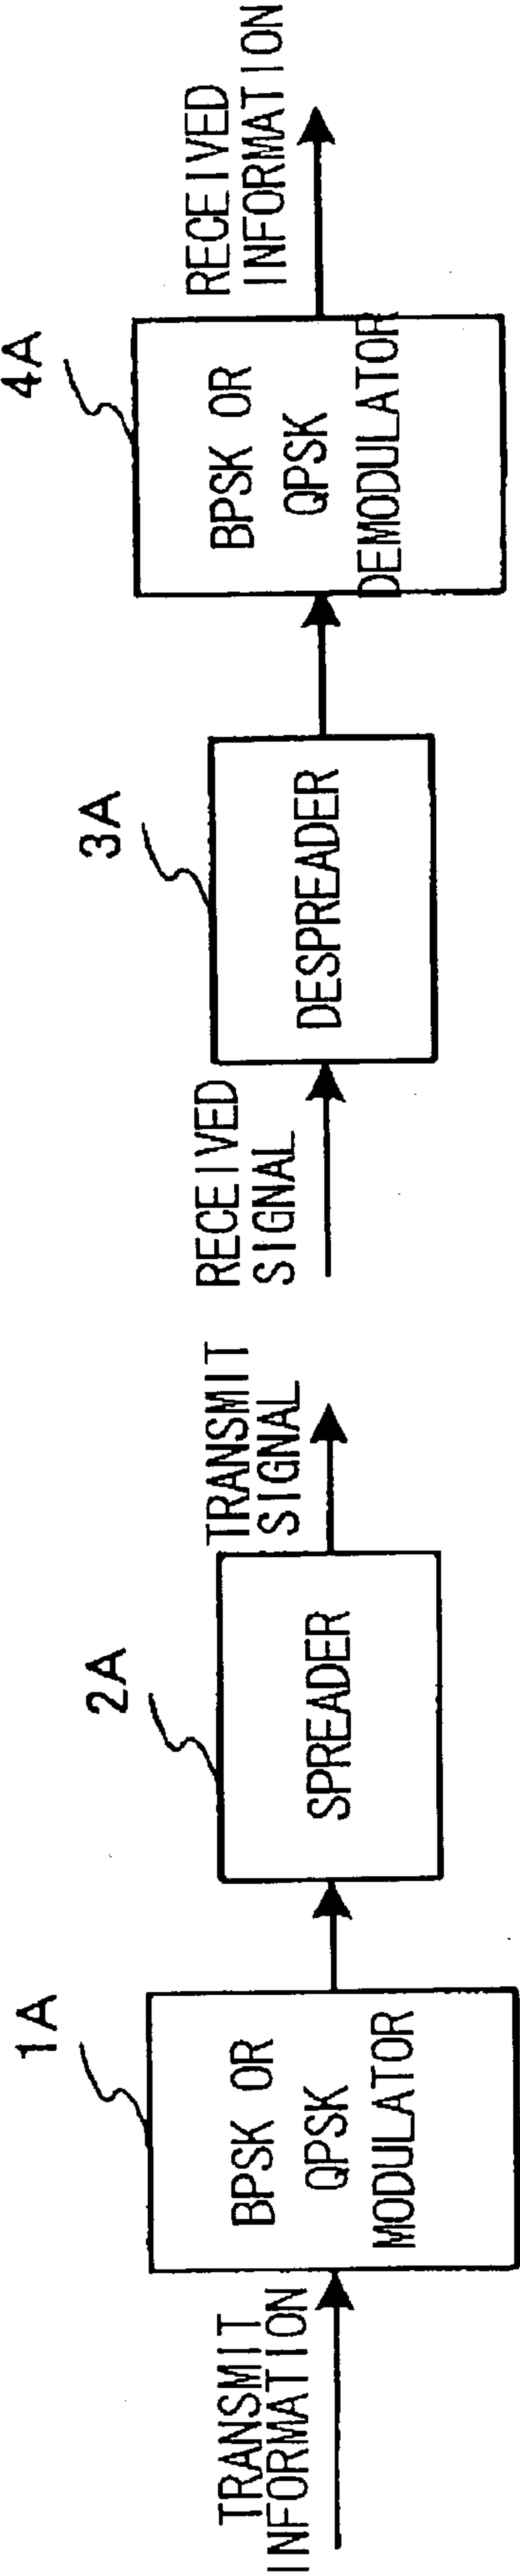 TRANSMIT
INFORMATION
1A
BPSK OR
QPSK
MODULATOR
2A
SPREADER
TRANSMIT
SIGNAL
RECEIVED
SIGNAL
3A
DESPREADER
4A
BPSK OR
QPSK
DEMODULATOR
RECEIVED
INFORMATION